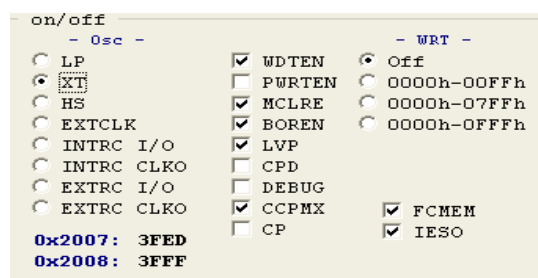 on/off
- Osc - - WRT -
LP WDTEN Off
XT PWRTEN 0000h-00FFh
HS MCLRE 0000h-07FFh
EXTCLK BOREN 0000h-0FFFh
INTRC I/O LVP
INTRC CLKO CPD
EXTRC I/O DEBUG
EXTRC CLKO CCPMX FCMEM
CP IESO
0x2007: 3FED
0x2008: 3FFF